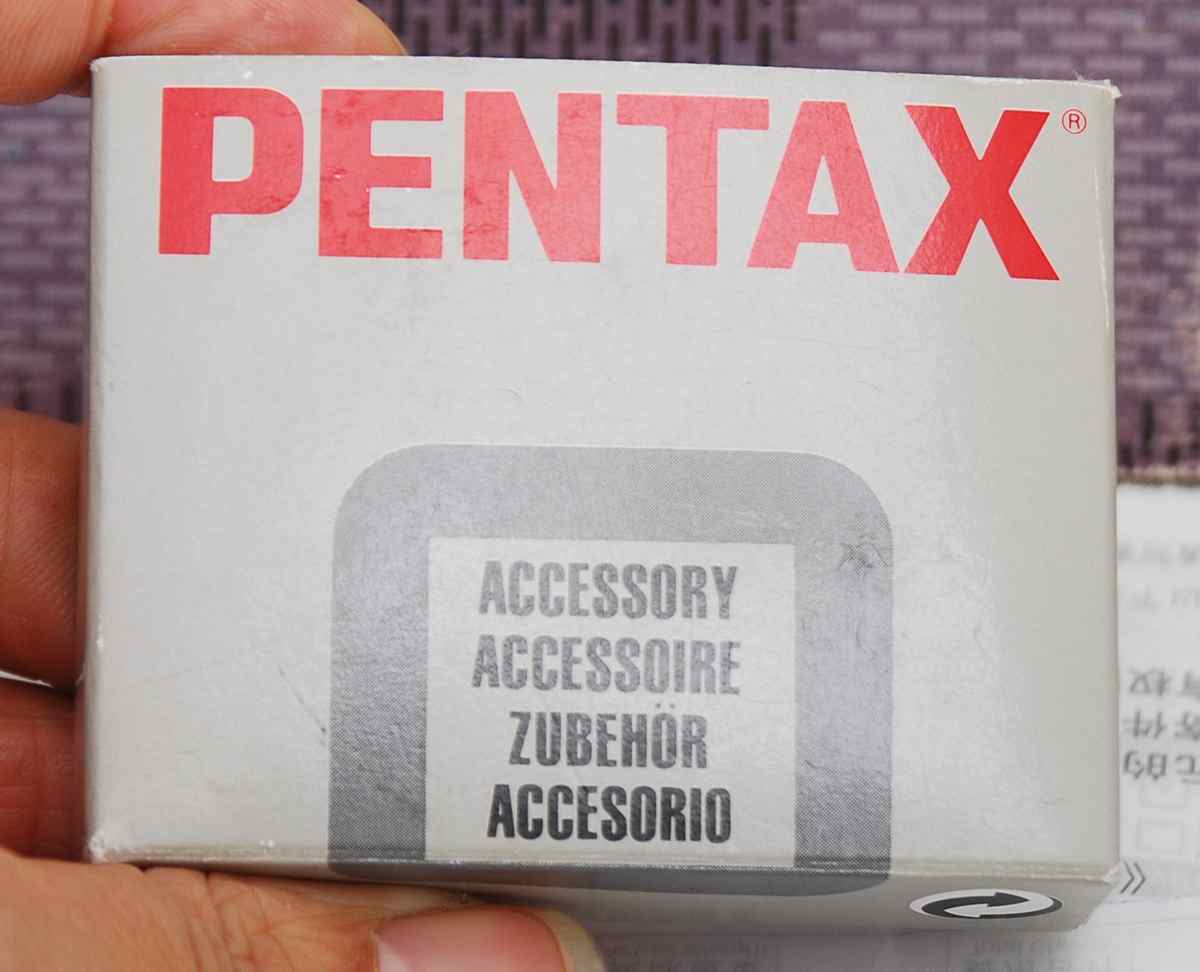 PENTAX®
ACCESSORY
ACCESSOIRE
ZUBEHÖR
ACCESORIO